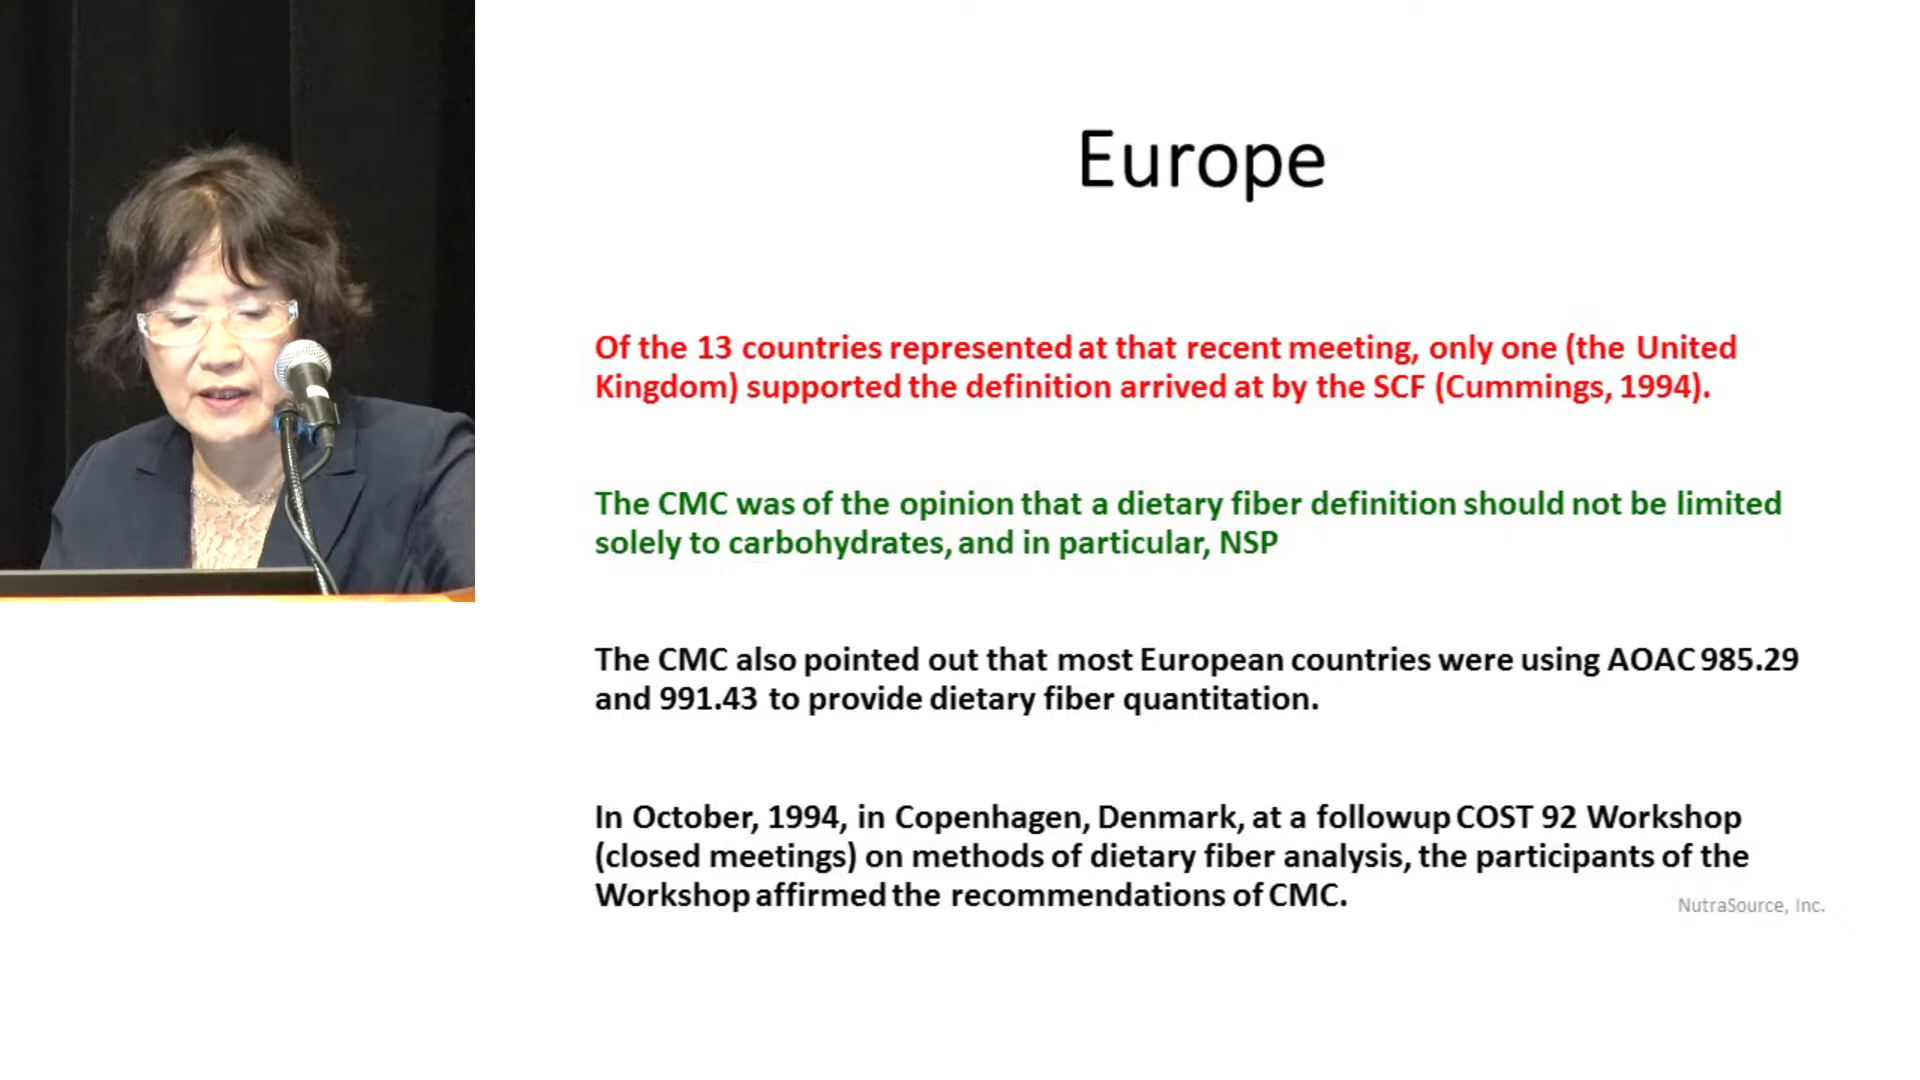 Europe
Of the 13 countries represented at that recent meeting, only one (the United
Kingdom) supported the definition arrived at by the SCF (Cummings, 1994).
The CMC was of the opinion that a dietary fiber definition should not be limited
solely to carbohydrates, and in particular, NSP
The CMC also pointed out that most European countries were using AOAC 985.29
and 991.43 to provide dietary fiber quantitation.
In October, 1994, in Copenhagen, Denmark, at a followup COST 92 Workshop
(closed meetings) on methods of dietary fiber analysis, the participants of the
Workshop affirmed the recommendations of CMC.
NutraSource, Inc.